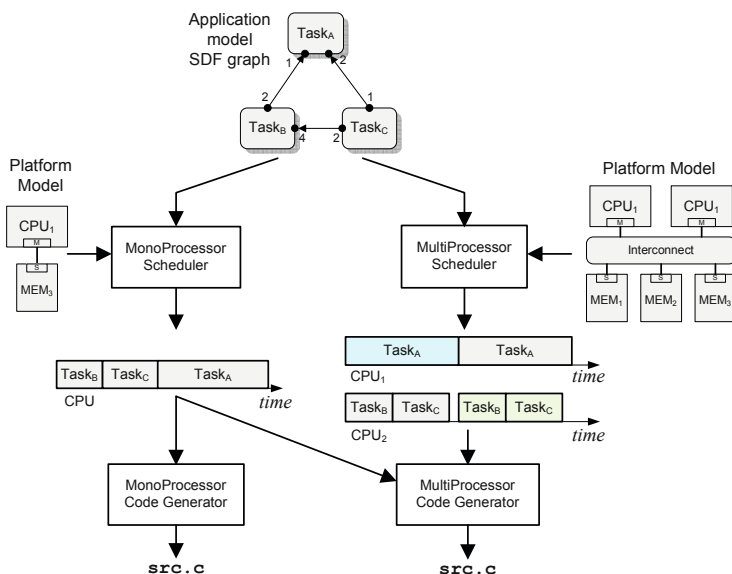 Application
model
SDF graph
TaskA
1
2
2
1
TaskB
4
2
TaskC
Platform
Model
CPU1
M
S
MEM3
MonoProcessor
Scheduler
MultiProcessor
Scheduler
Platform Model
CPU1
M
CPU1
M
Interconnect
S
S
S
MEM1
MEM2
MEM3
TaskB TaskC TaskA
CPU
time
TaskA TaskA
CPU1
time
TaskB TaskC TaskB TaskC
CPU2
time
MonoProcessor
Code Generator
MultiProcessor
Code Generator
src.c
src.c